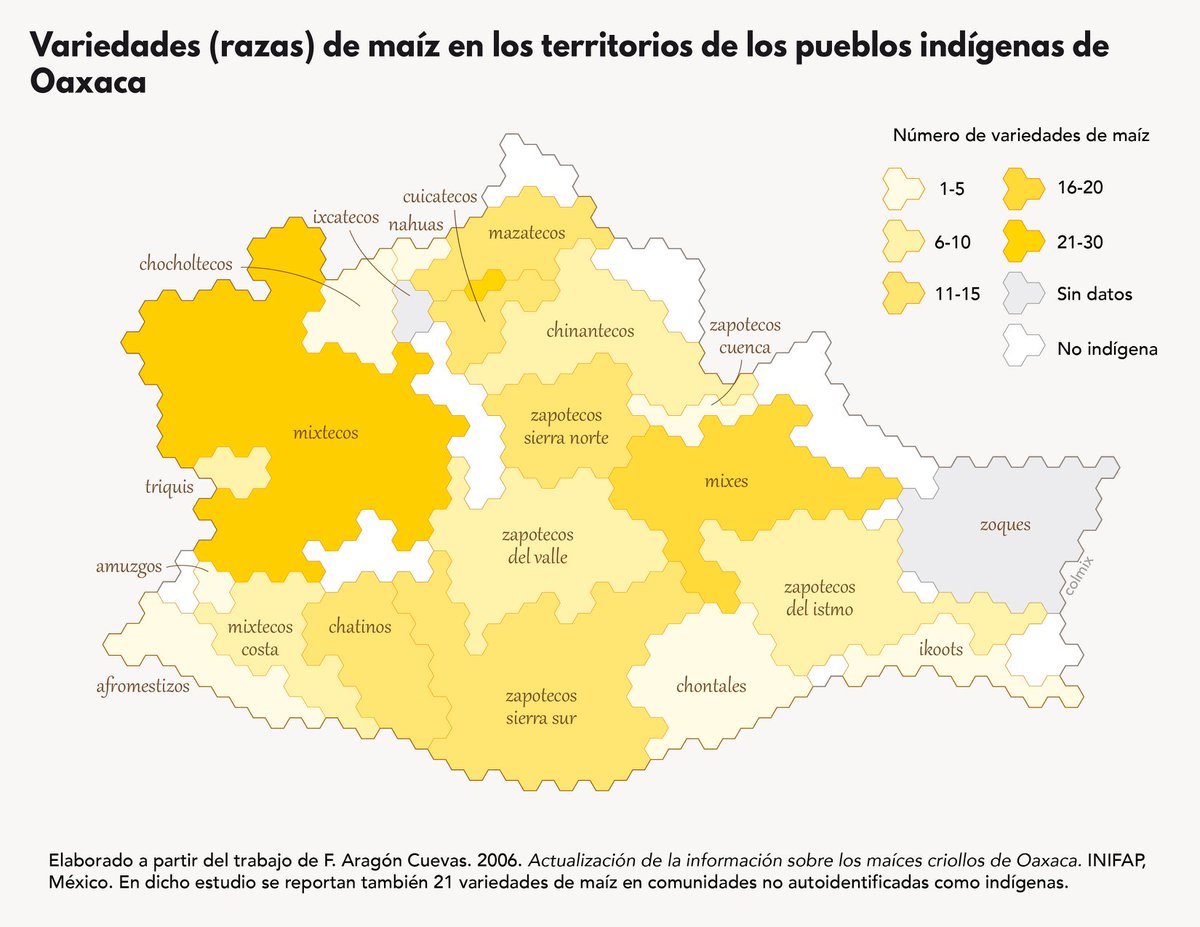 Variedades (razas) de maíz en los territorios de los pueblos indígenas de
Oaxaca
Número de variedades de maíz
1-5
16-20
6-10
21-30
11-15
Sin datos
No indígena
cuicatecos
ixcatecos
nahuas
mazatecos
chocholtecos
chinantecos
zapotecos
cuenca
mixtecos
zapotecos
sierra norte
triquis
mixes
zoques
zapotecos
del valle
amuzgos
colmix
zapotecos
del istmo
mixtecos
costa
chatinos
ikoots
afromestizos
chontales
zapotecos
sierra sur
Elaborado a partir del trabajo de F. Aragón Cuevas. 2006. Actualización de la información sobre los maíces criollos de Oaxaca. INIFAP,
México. En dicho estudio se reportan también 21 variedades de maíz en comunidades no autoidentificadas como indígenas.